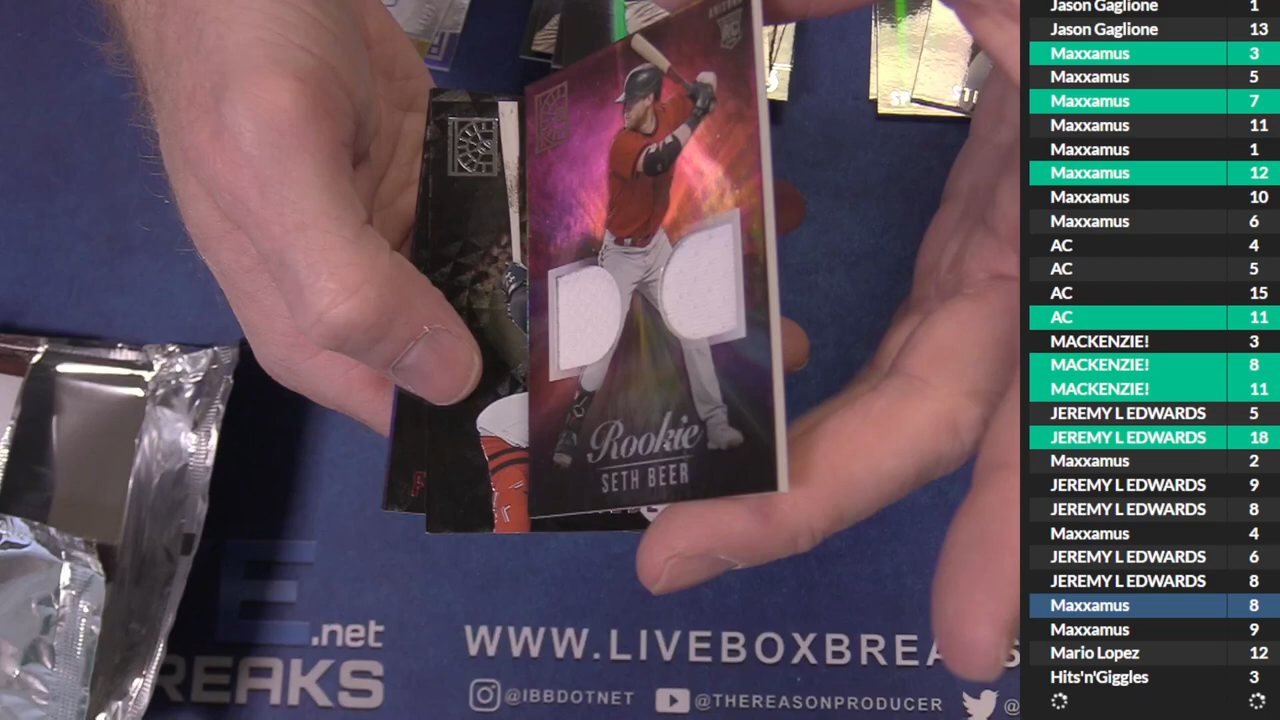 ARIZONA
RC
Rookie
SETH BEER
E
.net
REAKS
WWW.LIVEBOXBREA
@IBBDOTNET
@THEREASONPRODUCER
@
Jason Gaglione 1
Jason Gaglione 13
Maxxamus 3
Maxxamus 5
Maxxamus 7
Maxxamus 11
Maxxamus 1
Maxxamus 12
Maxxamus 10
Maxxamus 6
AC 4
AC 5
AC 15
AC 11
MACKENZIE! 3
MACKENZIE! 8
MACKENZIE! 11
JEREMY L EDWARDS 5
JEREMY L EDWARDS 18
Maxxamus 2
JEREMY L EDWARDS 9
JEREMY L EDWARDS 8
Maxxamus 4
JEREMY L EDWARDS 6
JEREMY L EDWARDS 8
Maxxamus 8
Maxxamus 9
Mario Lopez 12
Hits'n'Giggles 3